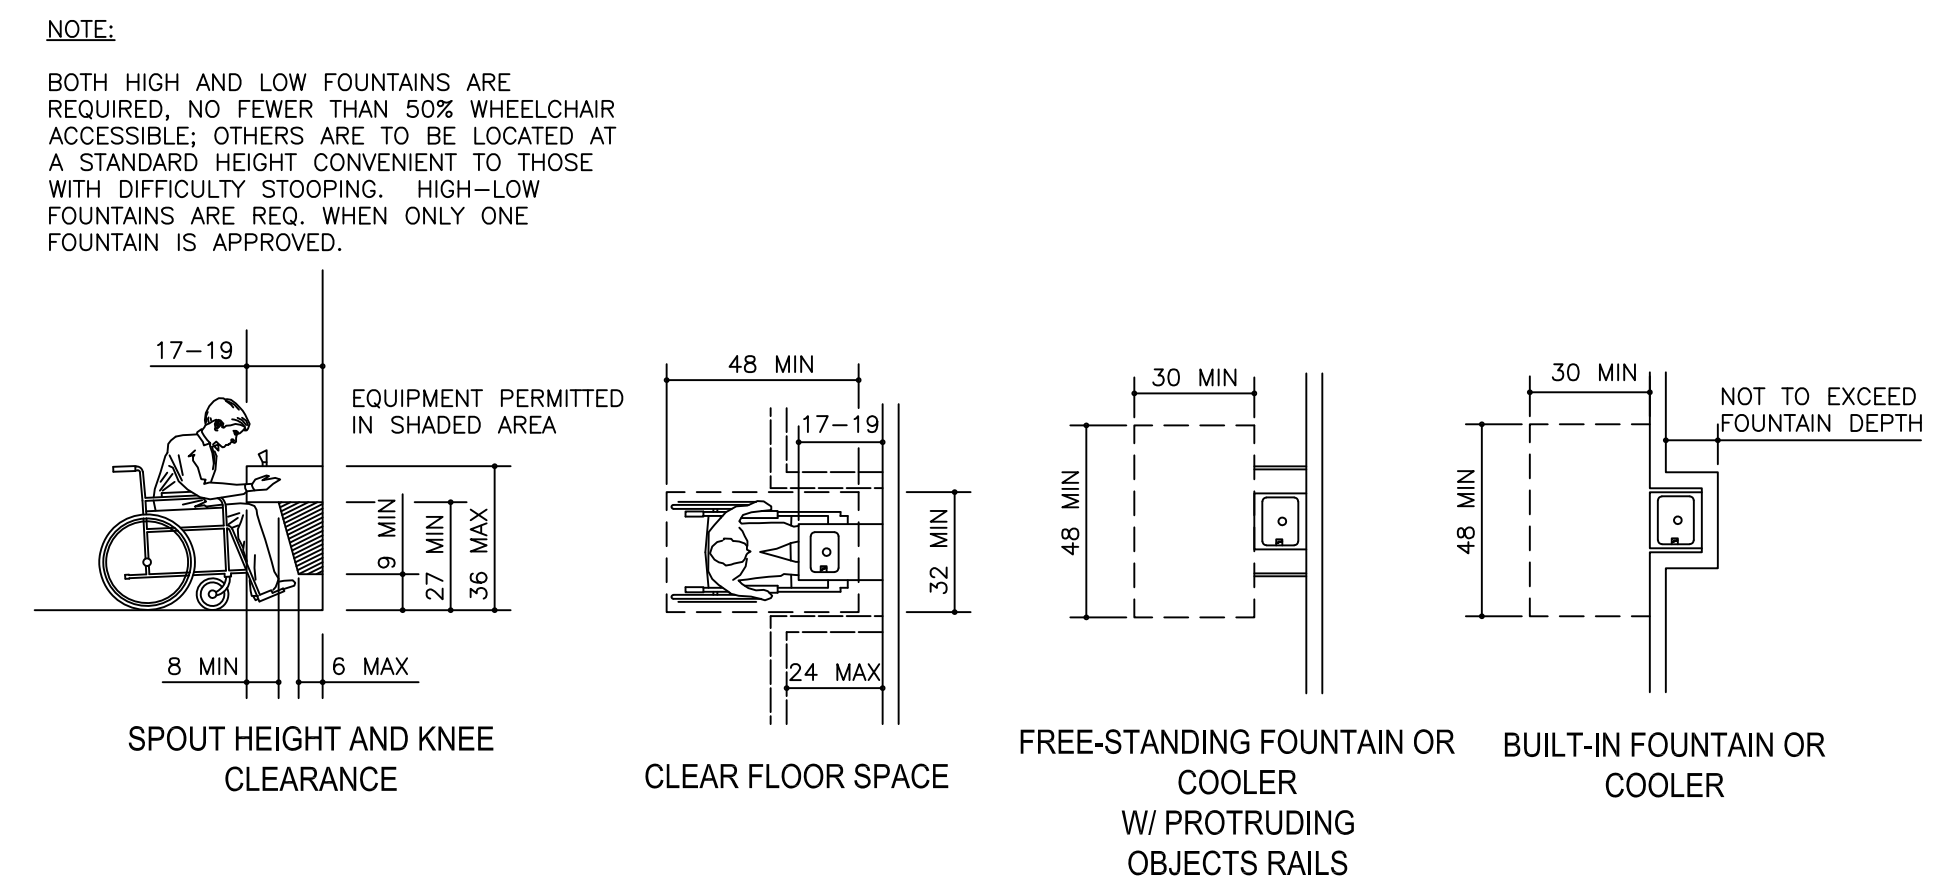 NOTE:
BOTH HIGH AND LOW FOUNTAINS ARE
REQUIRED, NO FEWER THAN 50% WHEELCHAIR
ACCESSIBLE; OTHERS ARE TO BE LOCATED AT
A STANDARD HEIGHT CONVENIENT TO THOSE
WITH DIFFICULTY STOOPING. HIGH-LOW
FOUNTAINS ARE REQ. WHEN ONLY ONE
FOUNTAIN IS APPROVED.
17-19
EQUIPMENT PERMITTED
IN SHADED AREA
9 MIN
27 MIN
36 MAX
8 MIN
6 MAX
SPOUT HEIGHT AND KNEE
CLEARANCE
48 MIN
17-19
32 MIN
24 MAX
CLEAR FLOOR SPACE
30 MIN
48 MIN
FREE-STANDING FOUNTAIN OR
COOLER
W/ PROTRUDING
OBJECTS RAILS
30 MIN
NOT TO EXCEED
FOUNTAIN DEPTH
48 MIN
BUILT-IN FOUNTAIN OR
COOLER